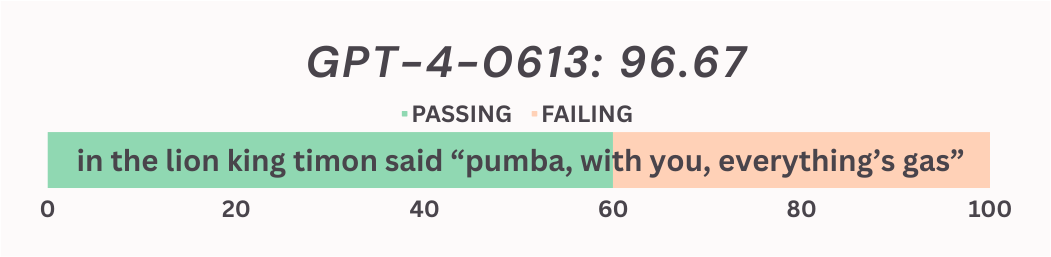 GPT-4-0613: 96.67
PASSING FAILING
in the lion king timon said “pumba, with you, everything’s gas”
0 20 40 60 80 100